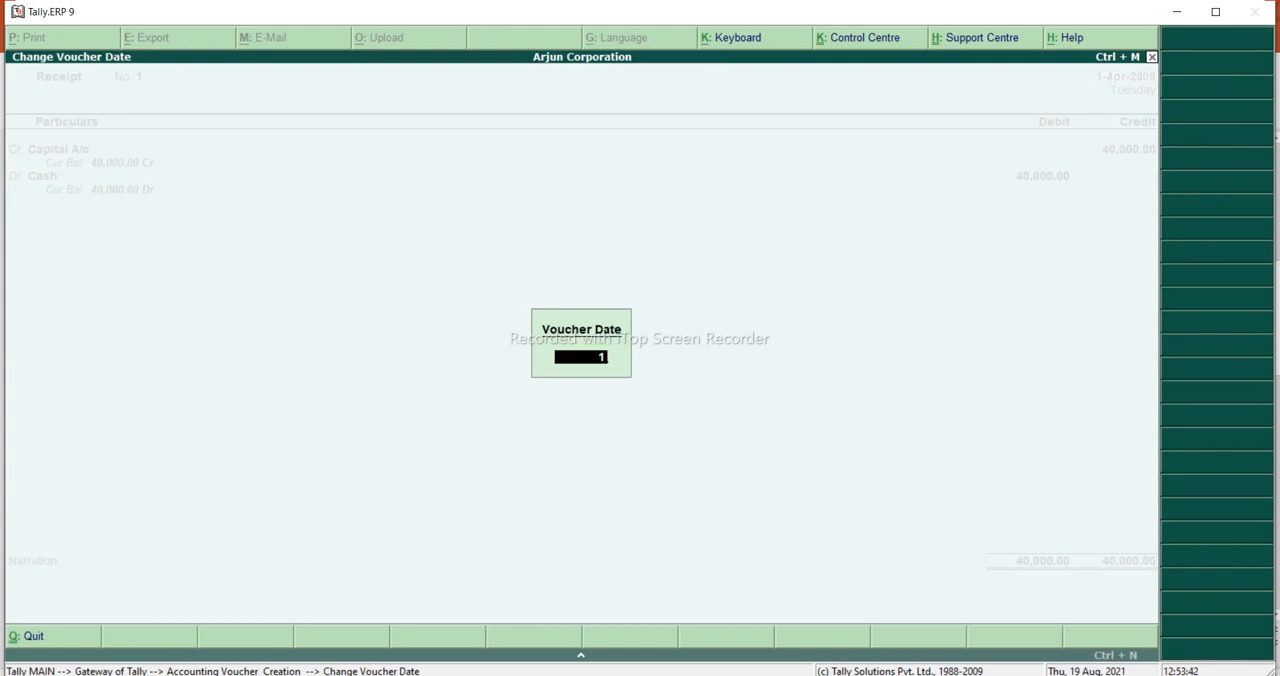 Tally.ERP 9
P: Print E: Export M: E-Mail O: Upload G: Language K: Keyboard K: Control Centre H: Support Centre H: Help
Change Voucher Date Arjun Corporation Ctrl + M
Receipt No. 1 1-Apr-2008
Tuesday
Particulars Debit Credit
Cr Capital A/c 40,000.00
Cur Bal: 40,000.00 Cr
Dr Cash 40,000.00
Cur Bal: 40,000.00 Dr
Voucher Date
Recorded with iTop Screen Recorder
1
Narration 40,000.00 40,000.00
Q: Quit
Ctrl + N
Tally MAIN --> Gateway of Tally --> Accounting Voucher Creation --> Change Voucher Date (c) Tally Solutions Pvt. Ltd., 1988-2009 Thu, 19 Aug, 2021 12:53:42